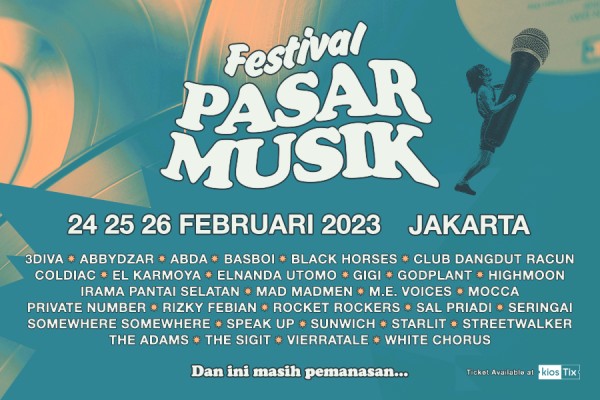 Festival
PASAR
MUSIK
24 25 26 FEBRUARI 2023 JAKARTA
3DIVA * ABBYDZAR * ABDA * BASBOI * BLACK HORSES * CLUB DANGDUT RACUN
COLDIAC * EL KARMOYA * ELNANDA UTOMO * GIGI * GODPLANT * HIGHMOON
IRAMA PANTAI SELATAN * MAD MADMEN * M.E. VOICES * MOCCA
PRIVATE NUMBER * RIZKY FEBIAN * ROCKET ROCKERS * SAL PRIADI * SERINGAI
SOMEWHERE SOMEWHERE * SPEAK UP * SUNWICH * STARLIT * STREETWALKER
THE ADAMS * THE SIGIT * VIERRATALE * WHITE CHORUS
Dan ini masih pemanasan...
Ticket Available at kiosTix